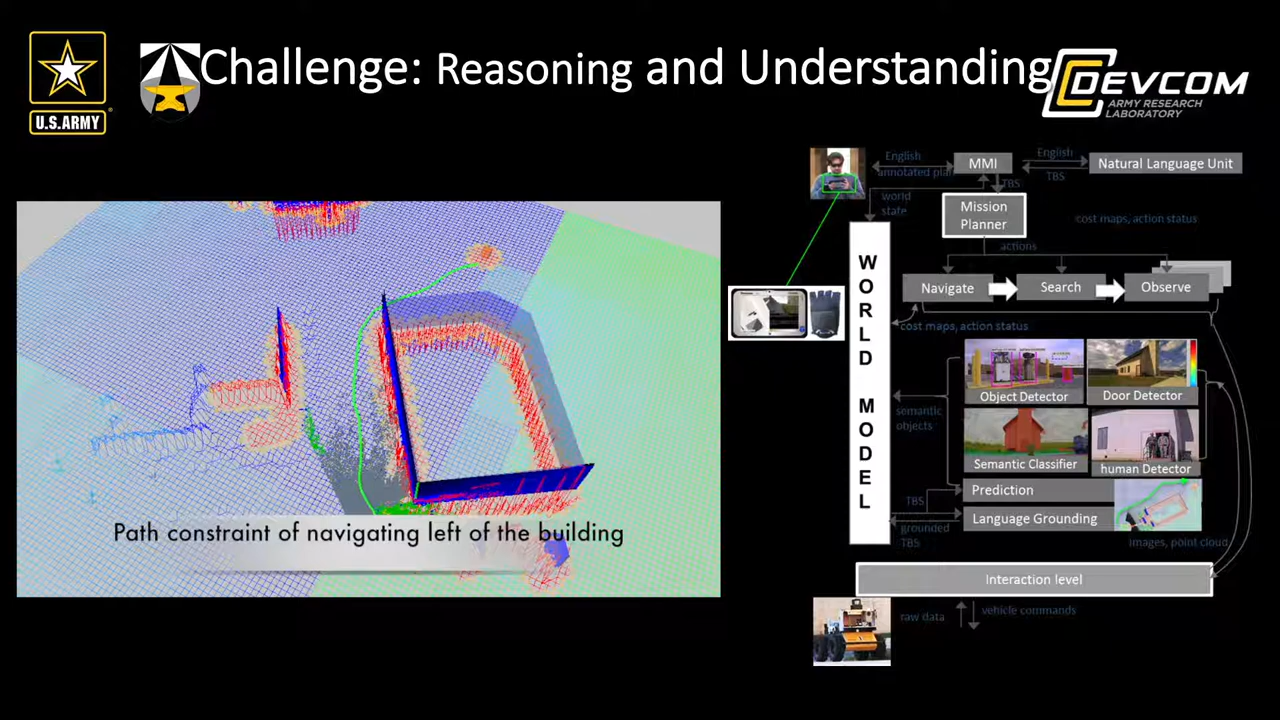 U.S.ARMY
Challenge: Reasoning and Understanding
DEVCOM
ARMY RESEARCH
LABORATORY
Path constraint of navigating left of the building
English
annotated plan
MMI
English
TBS
Natural Language Unit
world
state
TBS
Mission
Planner
cost maps, action status
actions
WORLD MODEL
Navigate
Search
Observe
cost maps, action status
Object Detector
Door Detector
semantic
objects
Semantic Classifier
human Detector
TBS
Prediction
Language Grounding
grounded
TBS
images, point cloud
Interaction level
raw data
vehicle commands